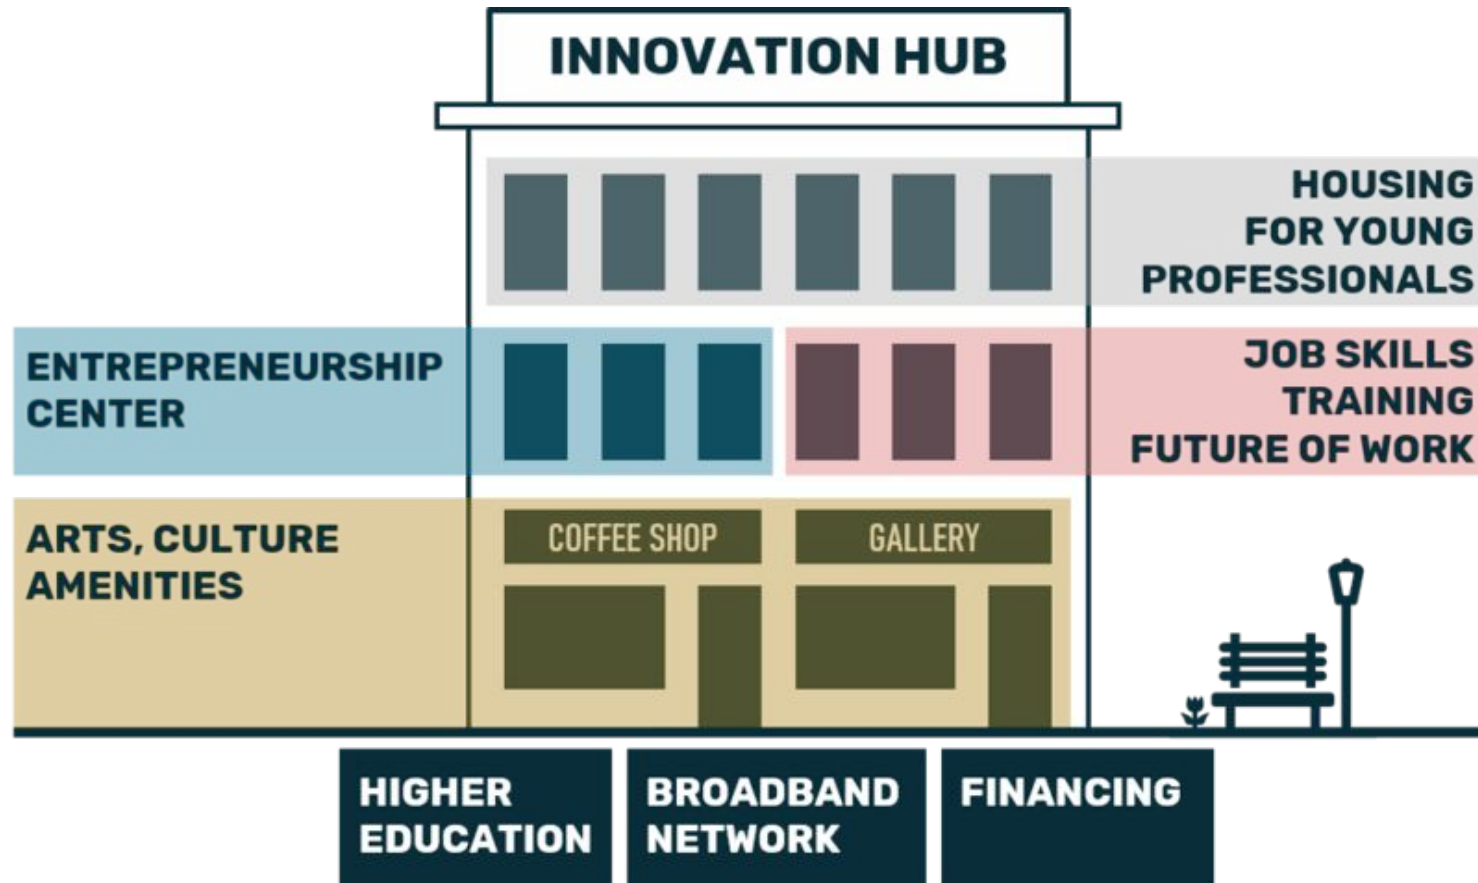 INNOVATION HUB
HOUSING
FOR YOUNG
PROFESSIONALS
ENTREPRENEURSHIP
CENTER
JOB SKILLS
TRAINING
FUTURE OF WORK
ARTS, CULTURE
AMENITIES
COFFEE SHOP
GALLERY
HIGHER
EDUCATION
BROADBAND
NETWORK
FINANCING